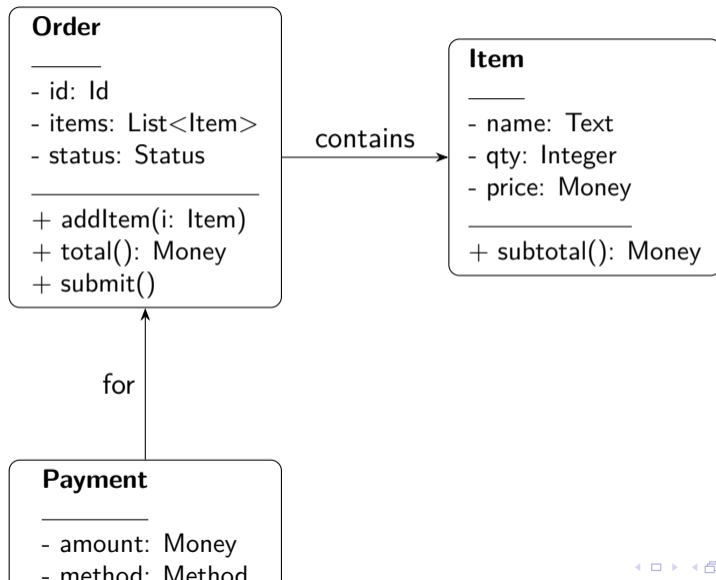 Order
- id: Id
- items: List<Item>
- status: Status
+ addItem(i: Item)
+ total(): Money
+ submit()
contains
Item
- name: Text
- qty: Integer
- price: Money
+ subtotal(): Money
for
Payment
- amount: Money
- method: Method